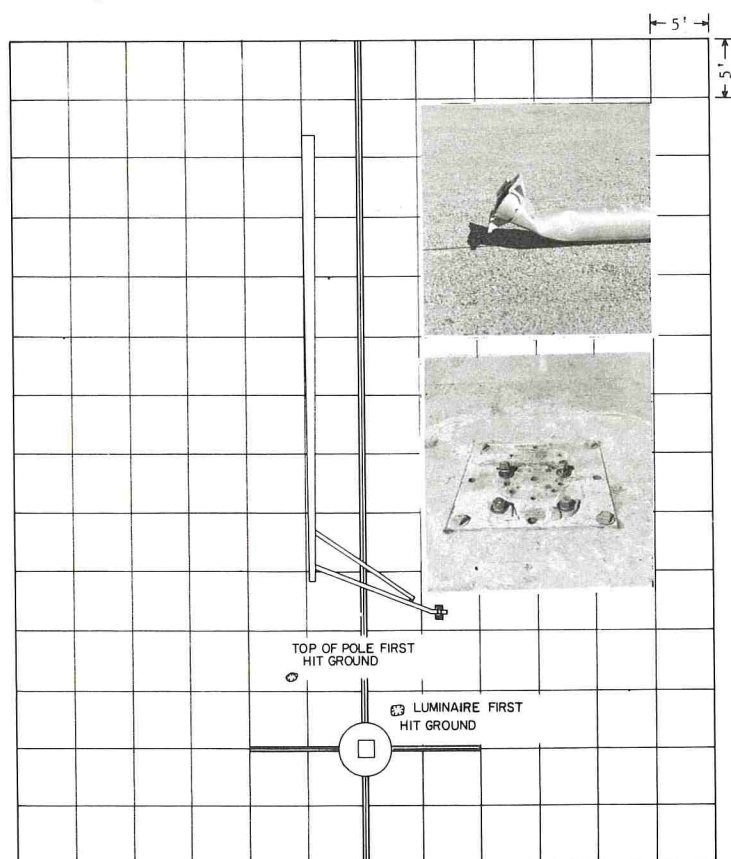 5'
5'
TOP OF POLE FIRST
HIT GROUND
LUMINAIRE FIRST
HIT GROUND